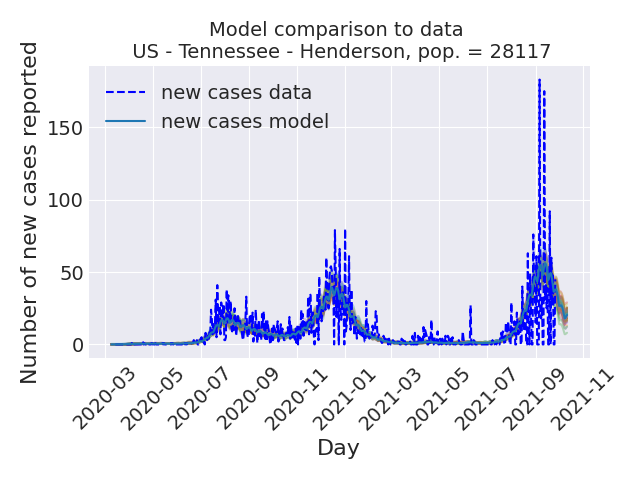 Model comparison to data
US - Tennessee - Henderson, pop. = 28117
Number of new cases reported
new cases data
new cases model
150
100
50
0
2020-03
2020-05
2020-07
2020-09
2020-11
2021-01
2021-03
2021-05
2021-07
2021-09
2021-11
Day